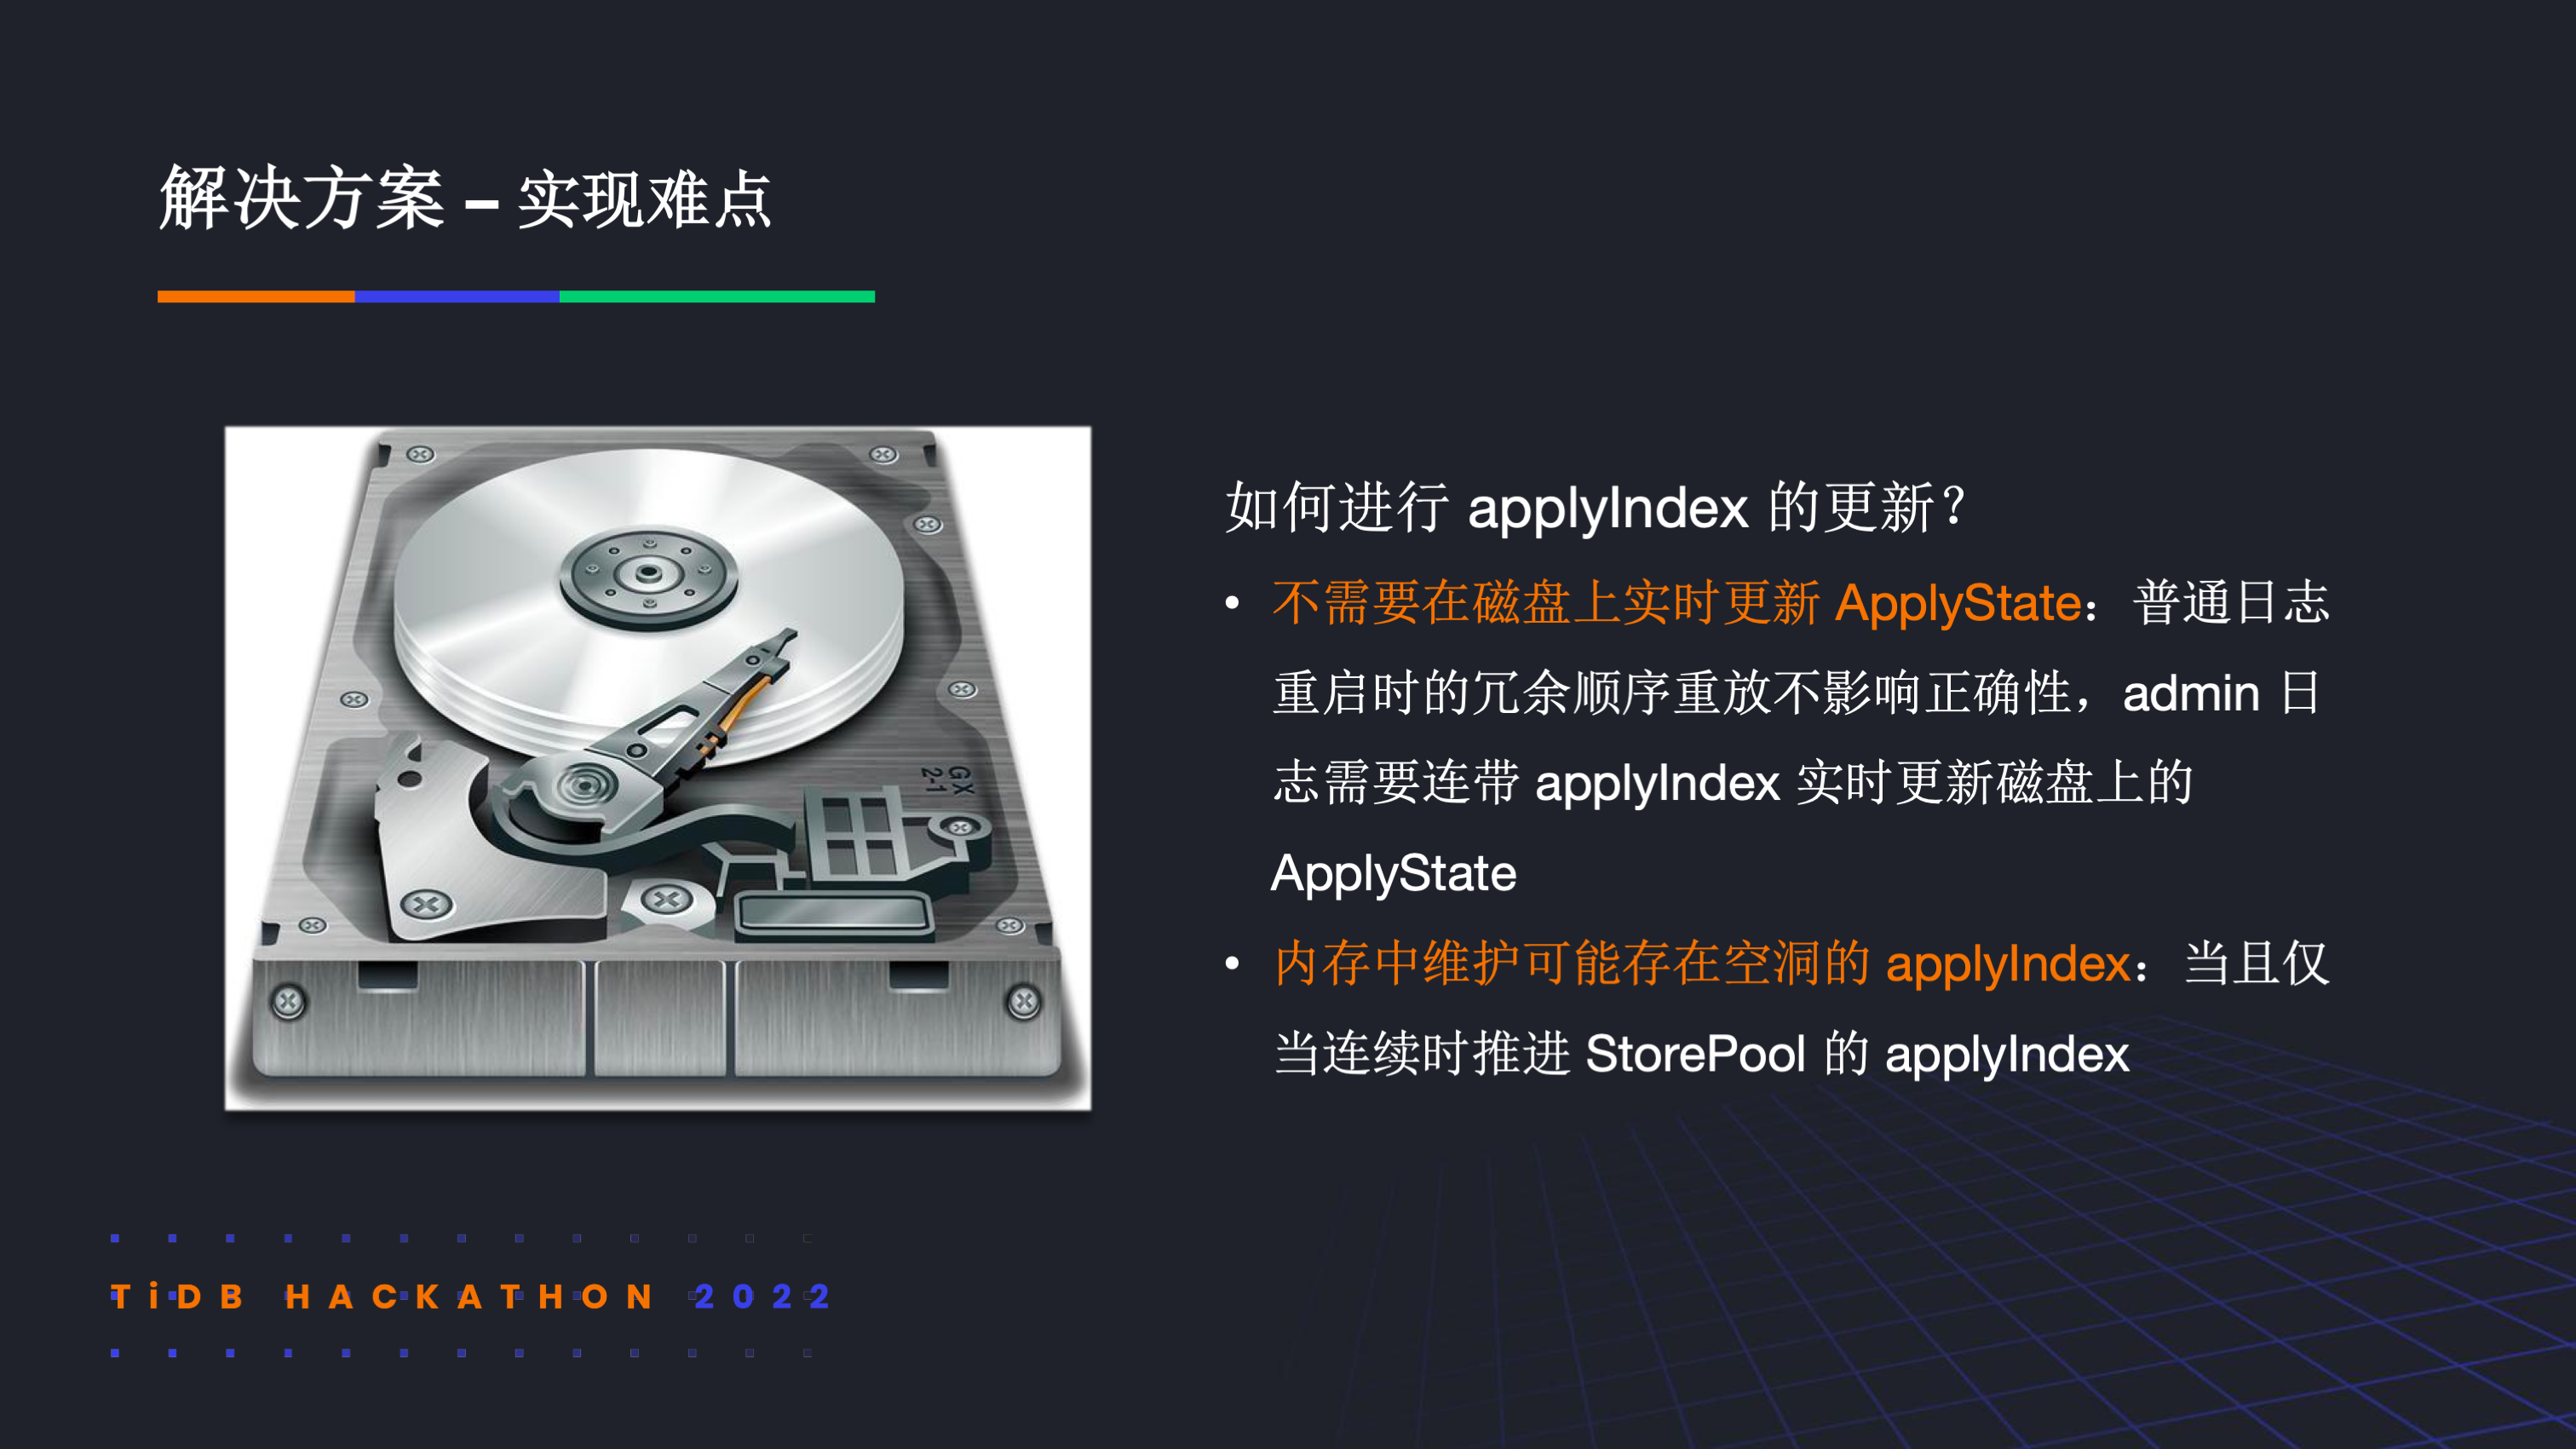 解决方案 – 实现难点
GX
2-1
如何进行 applyIndex 的更新？
• 不需要在磁盘上实时更新 ApplyState：普通日志
重启时的冗余顺序重放不影响正确性，admin 日
志需要连带 applyIndex 实时更新磁盘上的
ApplyState
• 内存中维护可能存在空洞的 applyIndex：当且仅
当连续时推进 StorePool 的 applyIndex
TiDB HACKATHON 2022